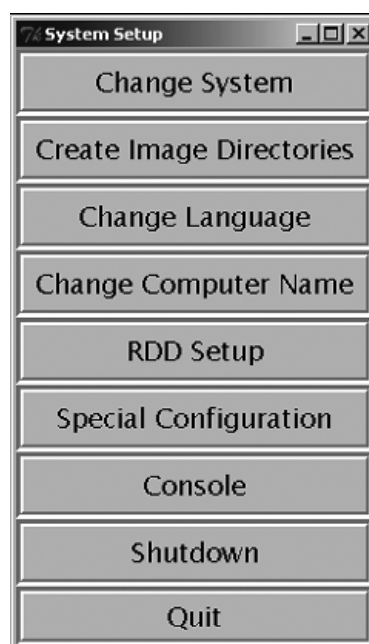 System Setup
Change System
Create Image Directories
Change Language
Change Computer Name
RDD Setup
Special Configuration
Console
Shutdown
Quit